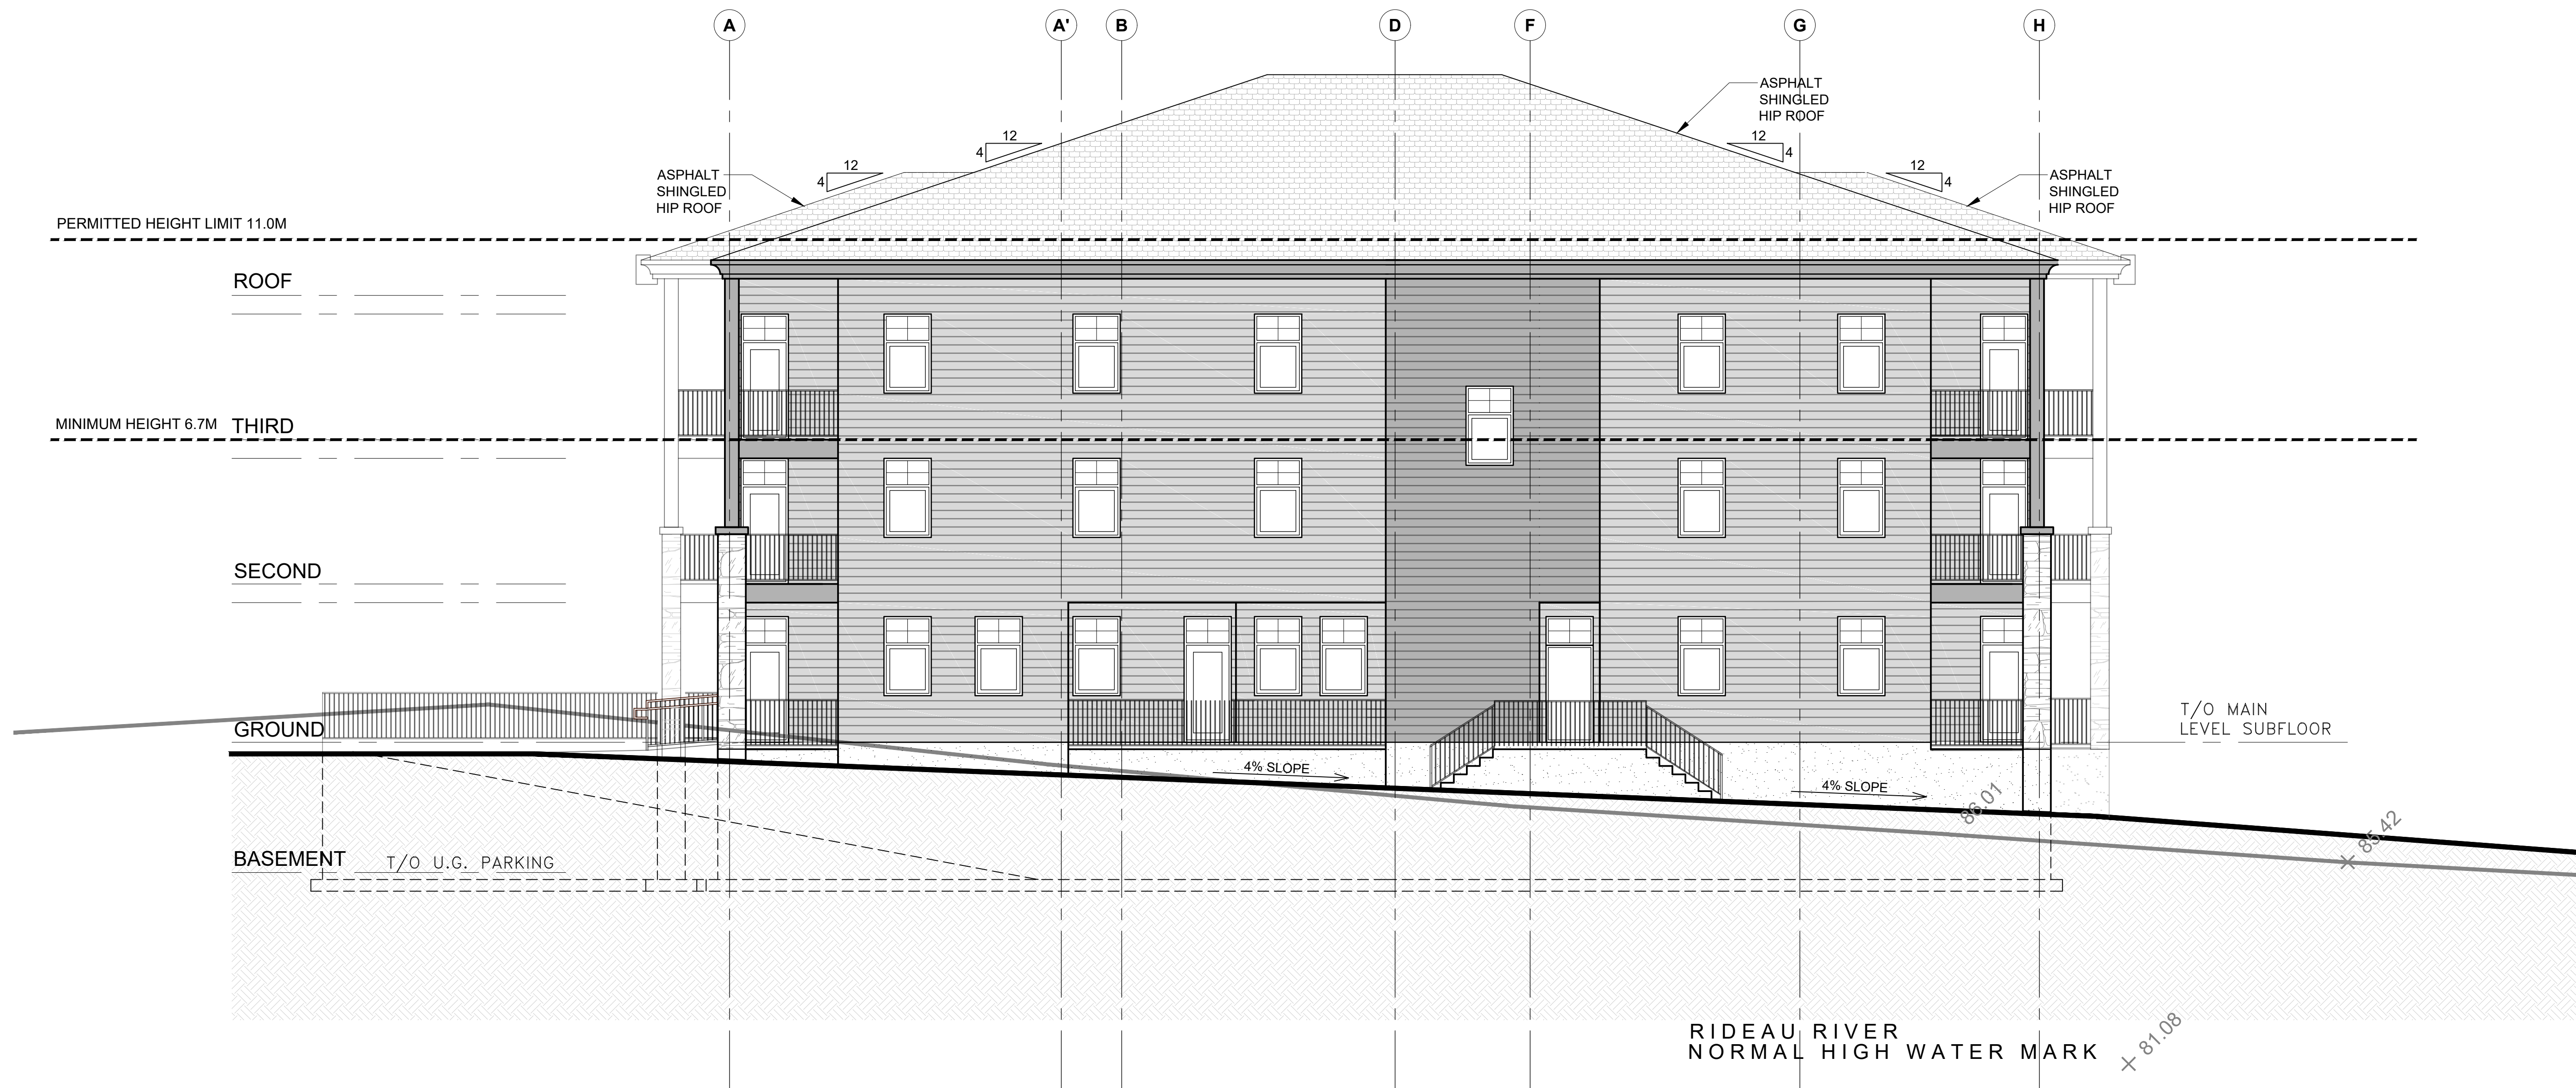 A A' B D F G H
ASPHALT
SHINGLED
HIP ROOF
12
4
12
4
12
4
12
4
ASPHALT
SHINGLED
HIP ROOF
ASPHALT
SHINGLED
HIP ROOF
PERMITTED HEIGHT LIMIT 11.0M
ROOF
MINIMUM HEIGHT 6.7M
THIRD
SECOND
GROUND
T/O MAIN
LEVEL SUBFLOOR
4% SLOPE
4% SLOPE
86.01
85.42
BASEMENT
T/O U.G. PARKING
RIDEAU RIVER
NORMAL HIGH WATER MARK
81.08